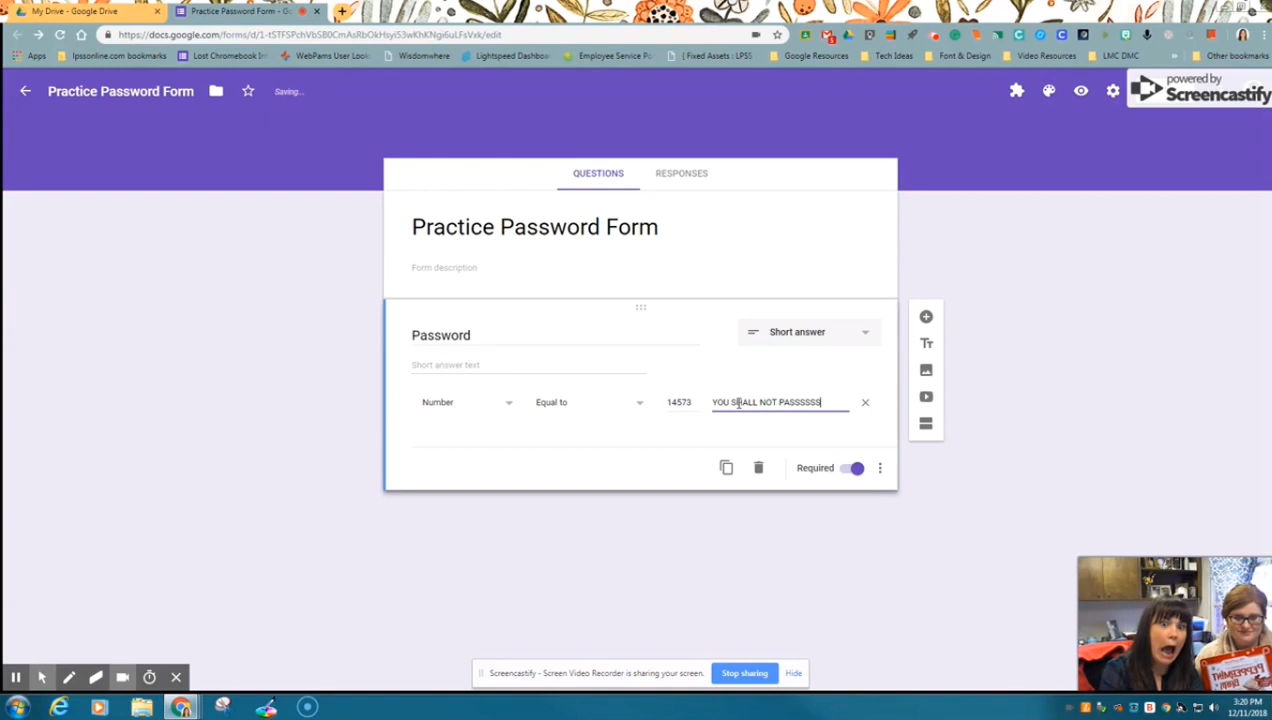 My Drive - Google Drive
Practice Password Form - Go
https://docs.google.com/forms/d/
/edit
Apps
lpssonline.com bookmarks
Lost Chromebook In
WebPams User Look
Wisdomwhere
Lightspeed Dashboa
Employee Service Po
( Fixed Assets : LPSS
Google Resources
Tech Ideas
Font & Design
Video Resources
LMC DMC
»
Other bookmarks
Practice Password Form
Saving...
powered by
Screencastify
QUESTIONS
RESPONSES
Practice Password Form
Form description
Password
Short answer
Short answer text
Number
Equal to
14573
YOU SHALL NOT PASSSSSS
Required
Screencastify - Screen Video Recorder is sharing your screen.
Stop sharing
Hide
PEPPERMINT
3:20 PM
12/11/2018